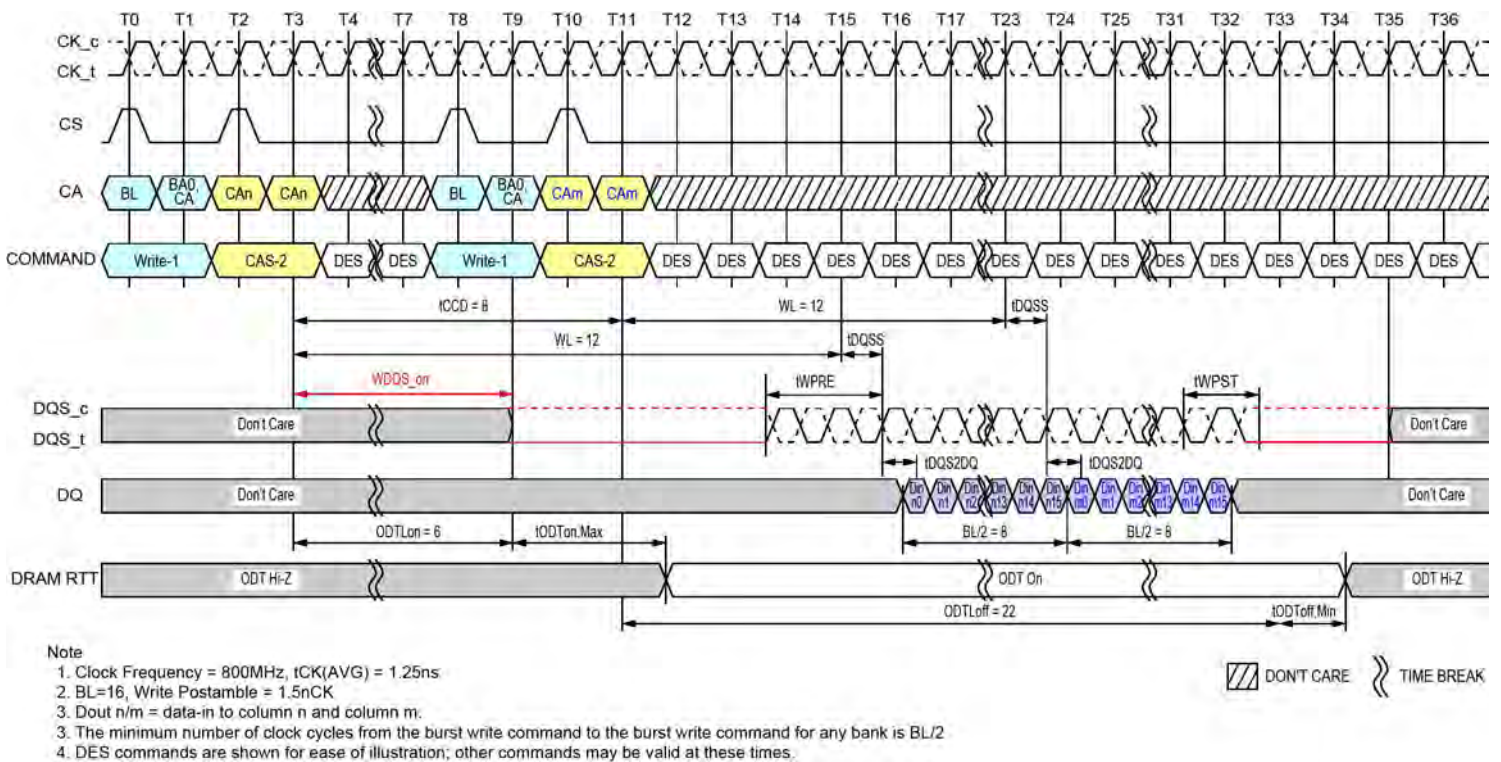 T0 T1 T2 T3 T4 T7 T8 T9 T10 T11 T12 T13 T14 T15 T16 T17 T23 T24 T25 T31 T32 T33 T34 T35 T36
CK_c
CK_t
CS
CA BL BA0, CA CAn CAn BL BA0, CA CAm CAm
COMMAND Write-1 CAS-2 DES DES Write-1 CAS-2 DES DES DES DES DES DES DES DES DES DES DES DES DES DES DES
tCCD = 8 WL = 12 tDQSS
WL = 12 tDQSS
WDQS_on tWPRE tWPST
DQS_c
DQS_t Don't Care Don't Care
tDQS2DQ tDQS2DQ
DQ Don't Care Din n0 Din n1 Din n2 Din n13 Din n14 Din n15 Din m0 Din m1 Din m2 Din m13 Din m14 Din m15 Don't Care
ODTLon = 6 tODTon,Max BL/2 = 8 BL/2 = 8
DRAM RTT ODT Hi-Z ODT On ODT Hi-Z
ODTLoff = 22 tODToff,Min
Note
1. Clock Frequency = 800MHz, tCK(AVG) = 1.25ns
2. BL=16, Write Postamble = 1.5nCK
3. Dout n/m = data-in to column n and column m.
3. The minimum number of clock cycles from the burst write command to the burst write command for any bank is BL/2
4. DES commands are shown for ease of illustration; other commands may be valid at these times.
DON'T CARE TIME BREAK